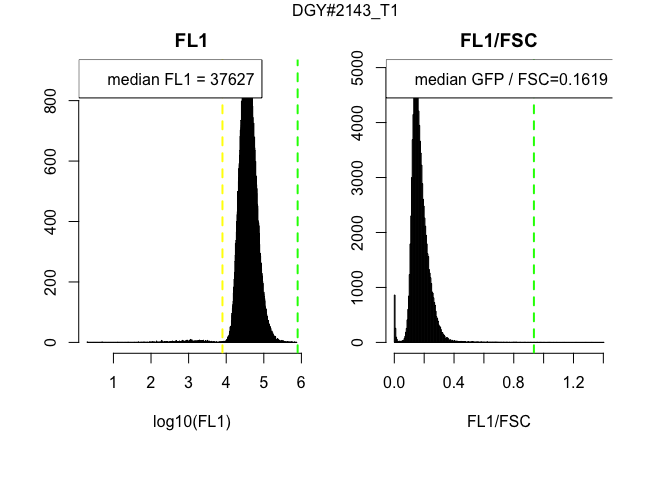 DGY#2143_T1
FL1
median FL1 = 37627
0 200 400 600 800
1 2 3 4 5 6
log10(FL1)
FL1/FSC
median GFP / FSC=0.1619
0 1000 2000 3000 4000 5000
0.0 0.4 0.8 1.2
FL1/FSC